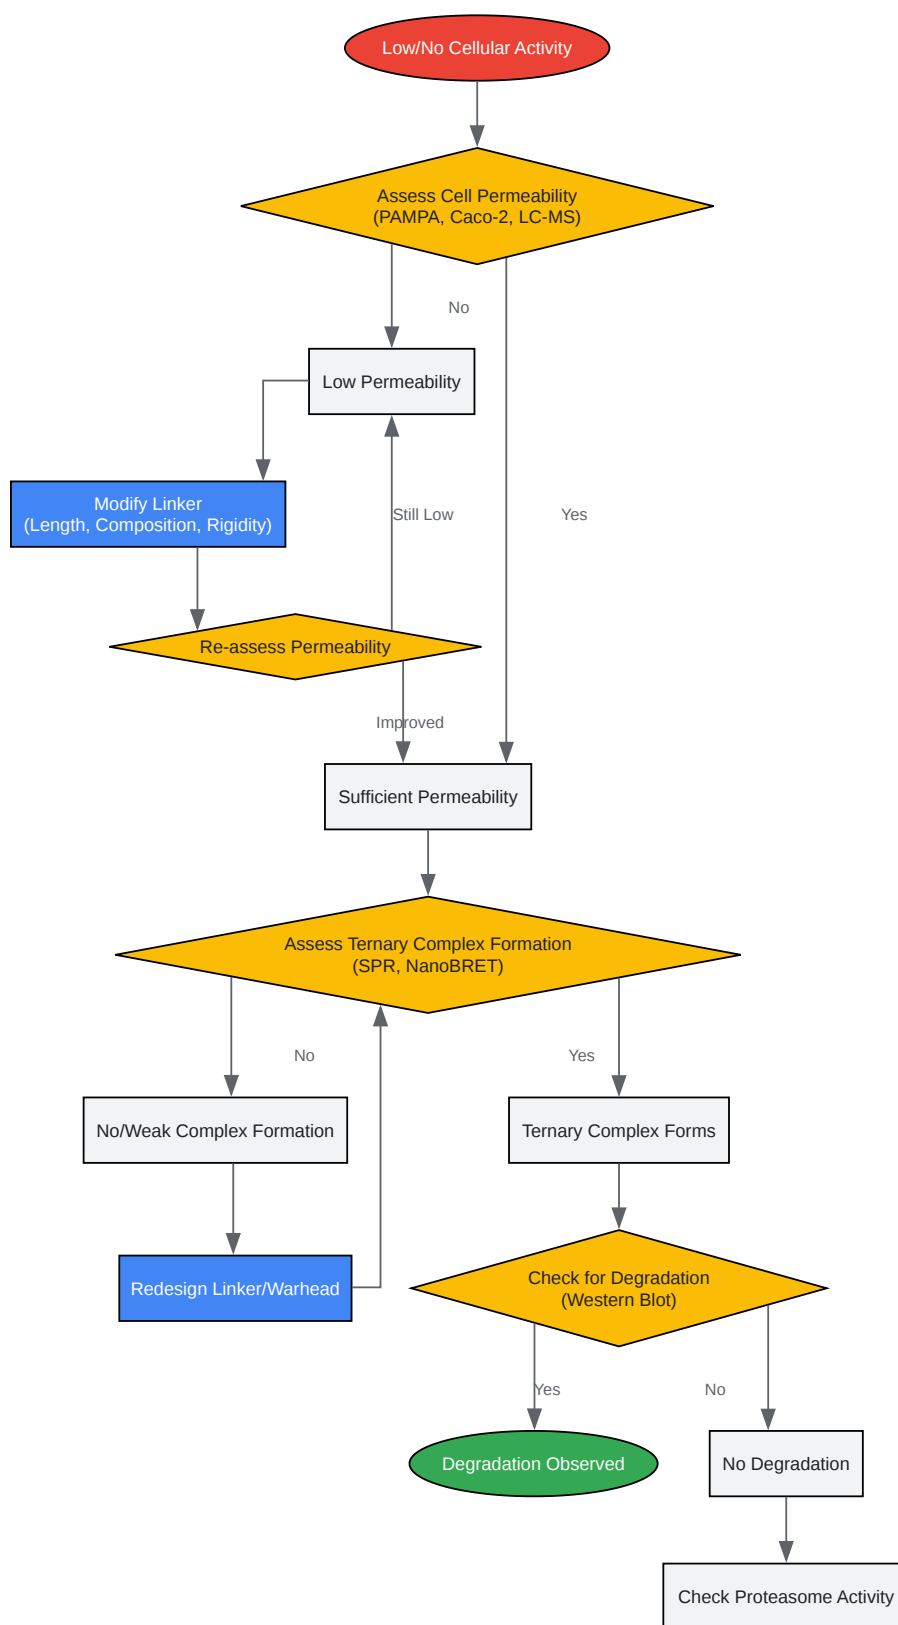 Low/No Cellular Activity
Assess Cell Permeability
(PAMPA, Caco-2, LC-MS)
No
Low Permeability
Modify Linker
(Length, Composition, Rigidity)
Still Low
Yes
Re-assess Permeability
Improved
Sufficient Permeability
Assess Ternary Complex Formation
(SPR, NanoBRET)
No
Yes
No/Weak Complex Formation
Ternary Complex Forms
Redesign Linker/Warhead
Check for Degradation
(Western Blot)
Yes
No
Degradation Observed
No Degradation
Check Proteasome Activity